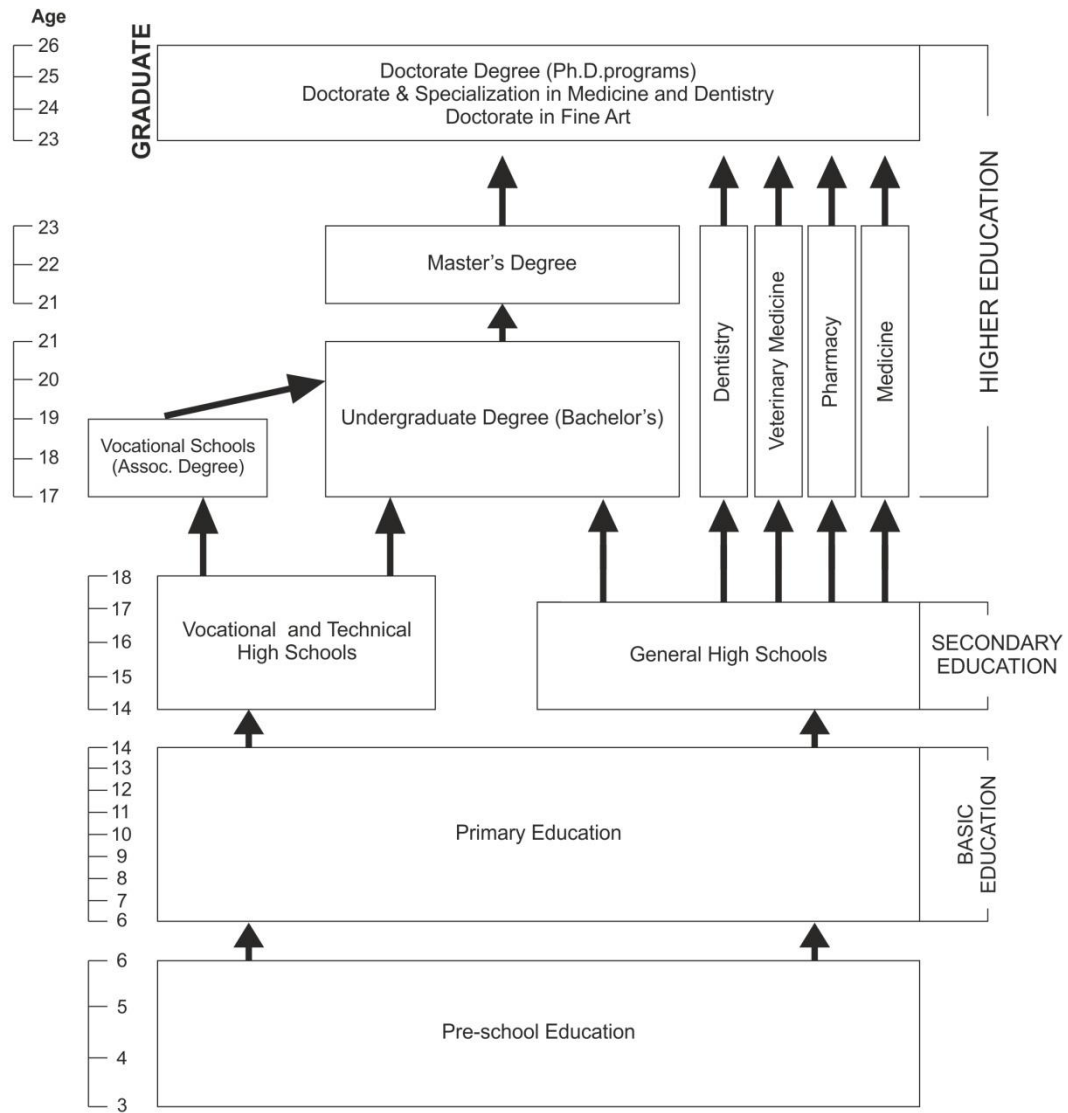 Age
26
25
24
23
GRADUATE
Doctorate Degree (Ph.D.programs)
Doctorate & Specialization in Medicine and Dentistry
Doctorate in Fine Art
HIGHER EDUCATION
23
22
21
Master's Degree
21
20
19
18
17
Vocational Schools
(Assoc. Degree)
Undergraduate Degree (Bachelor's)
Dentistry
Veterinary Medicine
Pharmacy
Medicine
18
17
16
15
14
Vocational and Technical
High Schools
General High Schools
SECONDARY
EDUCATION
14
13
12
11
10
9
8
7
6
Primary Education
BASIC
EDUCATION
6
5
4
3
Pre-school Education